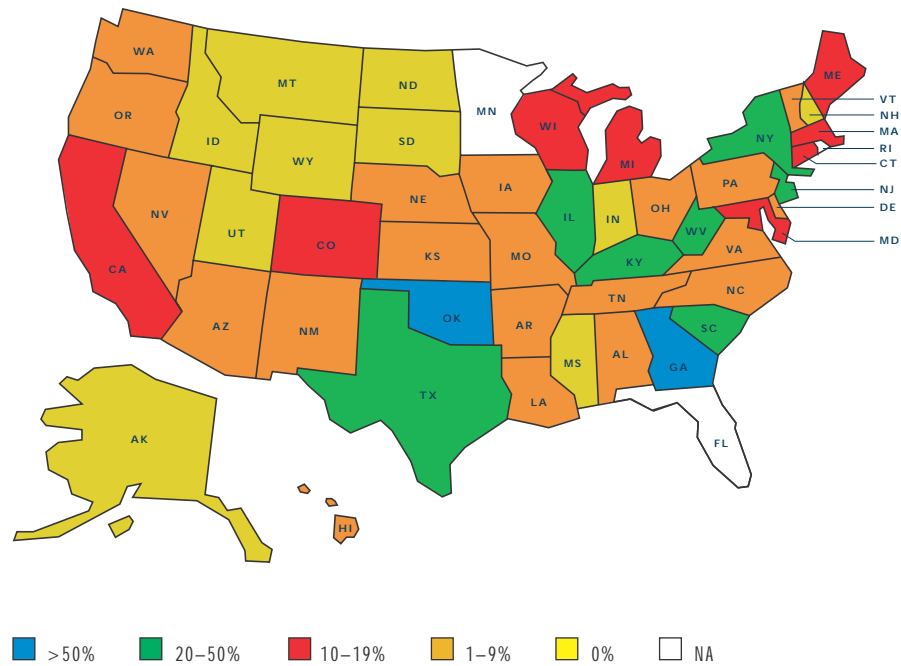 WA
ME
MT
ND
VT
MN
OR
NH
WI
MA
NY
ID
SD
RI
WY
MI
CT
PA
IA
NE
NJ
OH
NV
IL
IN
DE
WV
UT
CO
MD
VA
KY
KS
MO
CA
NC
TN
OK
AZ
NM
AR
SC
AL
MS
GA
TX
LA
AK
FL
HI
>50% 20–50% 10–19% 1–9% 0% NA